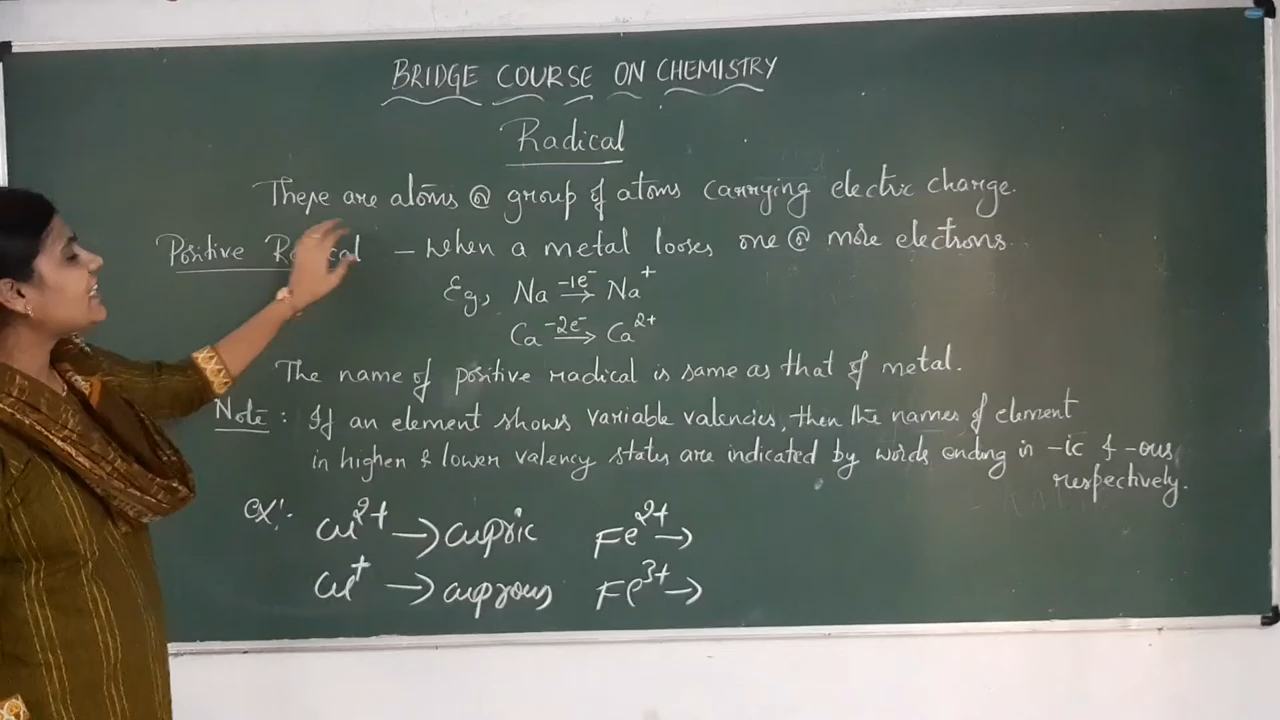 BRIDGE COURSE ON CHEMISTRY
Radical
These are atoms @ group of atoms carrying electric charge.
Positive Radical – When a metal looses one @ more electrons.
Eg, Na -1e⁻→ Na⁺
Ca -2e⁻→ Ca²⁺
The name of positive radical is same as that of metal.
Note : If an element shows variable valencies, then the names of element
in higher & lower valency states are indicated by words ending in -ic & -ous
respectively.
Ex:- Cu²⁺ → cupric Fe²⁺ →
Cu⁺ → cuprous Fe³⁺ →